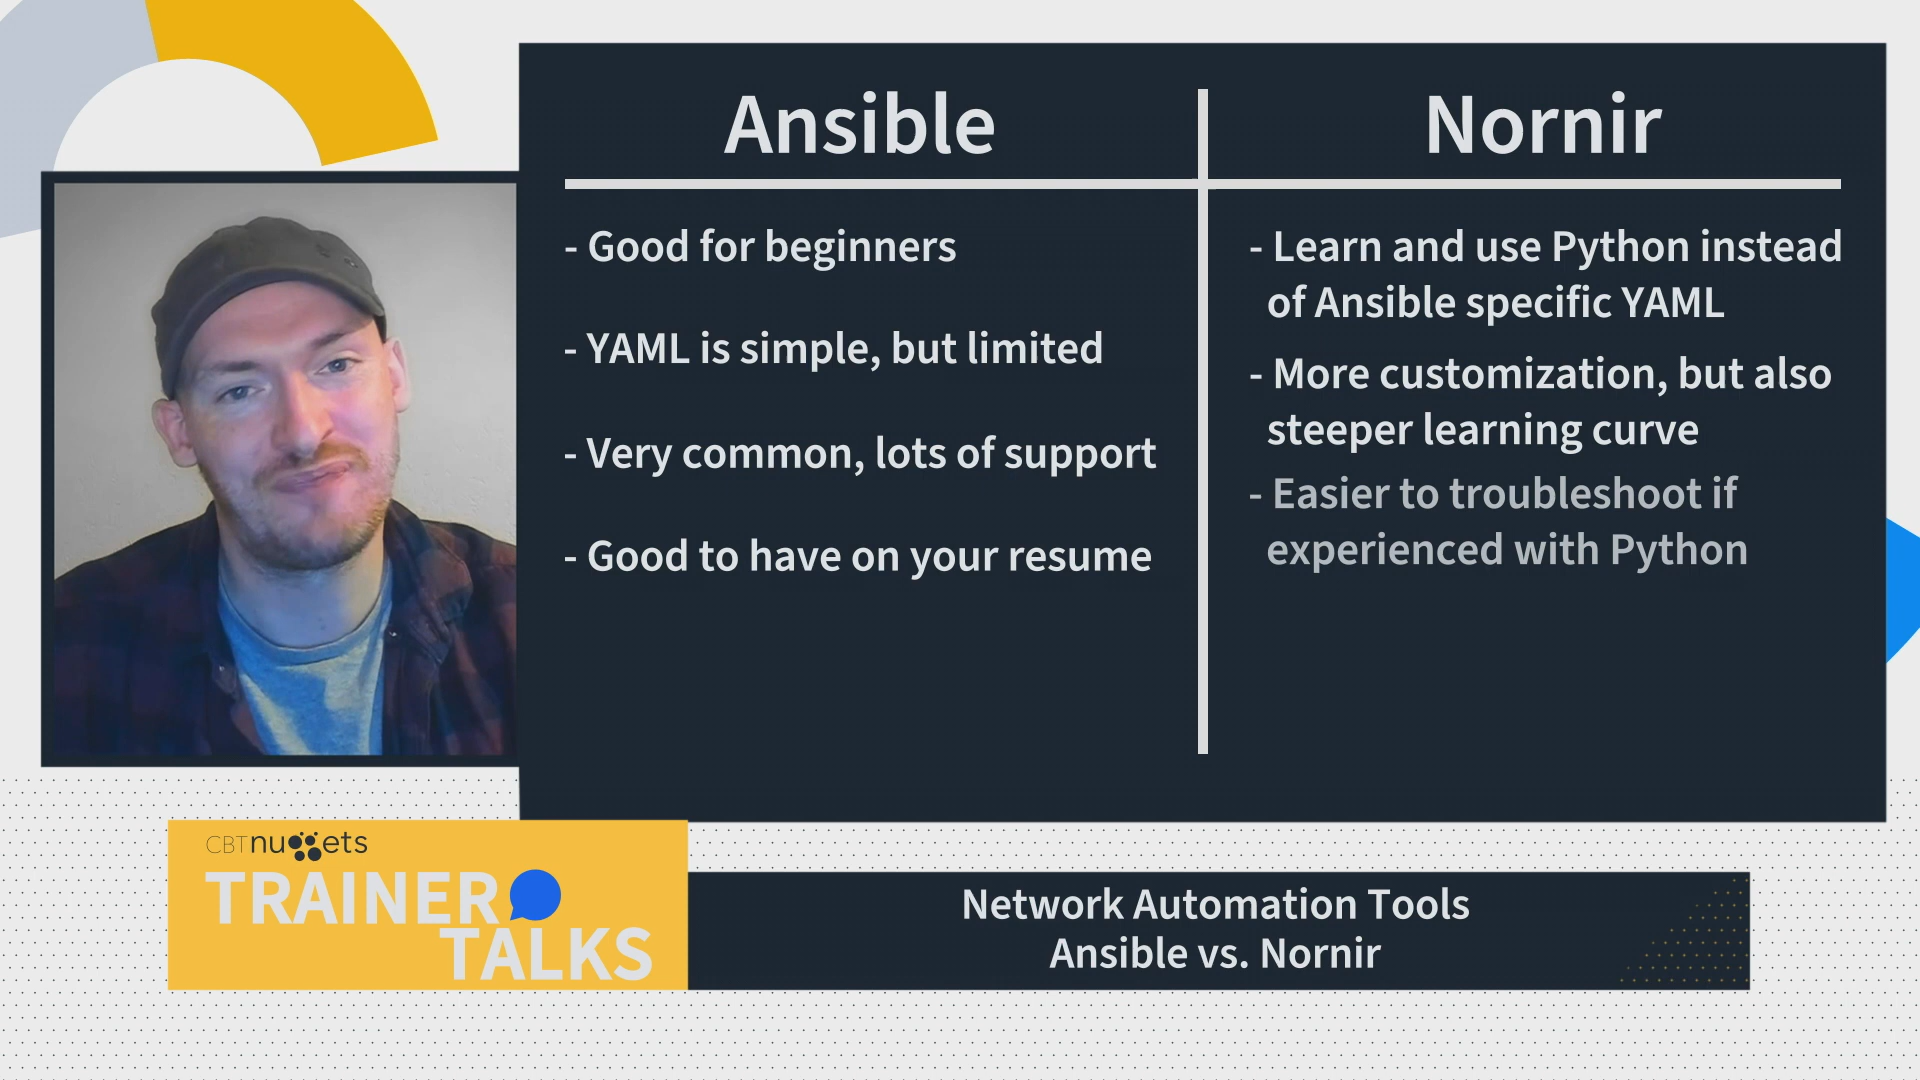 Ansible
Nornir
- Good for beginners
- YAML is simple, but limited
- Very common, lots of support
- Good to have on your resume
- Learn and use Python instead
of Ansible specific YAML
- More customization, but also
steeper learning curve
- Easier to troubleshoot if
experienced with Python
CBTnuggets
TRAINER
TALKS
Network Automation Tools
Ansible vs. Nornir